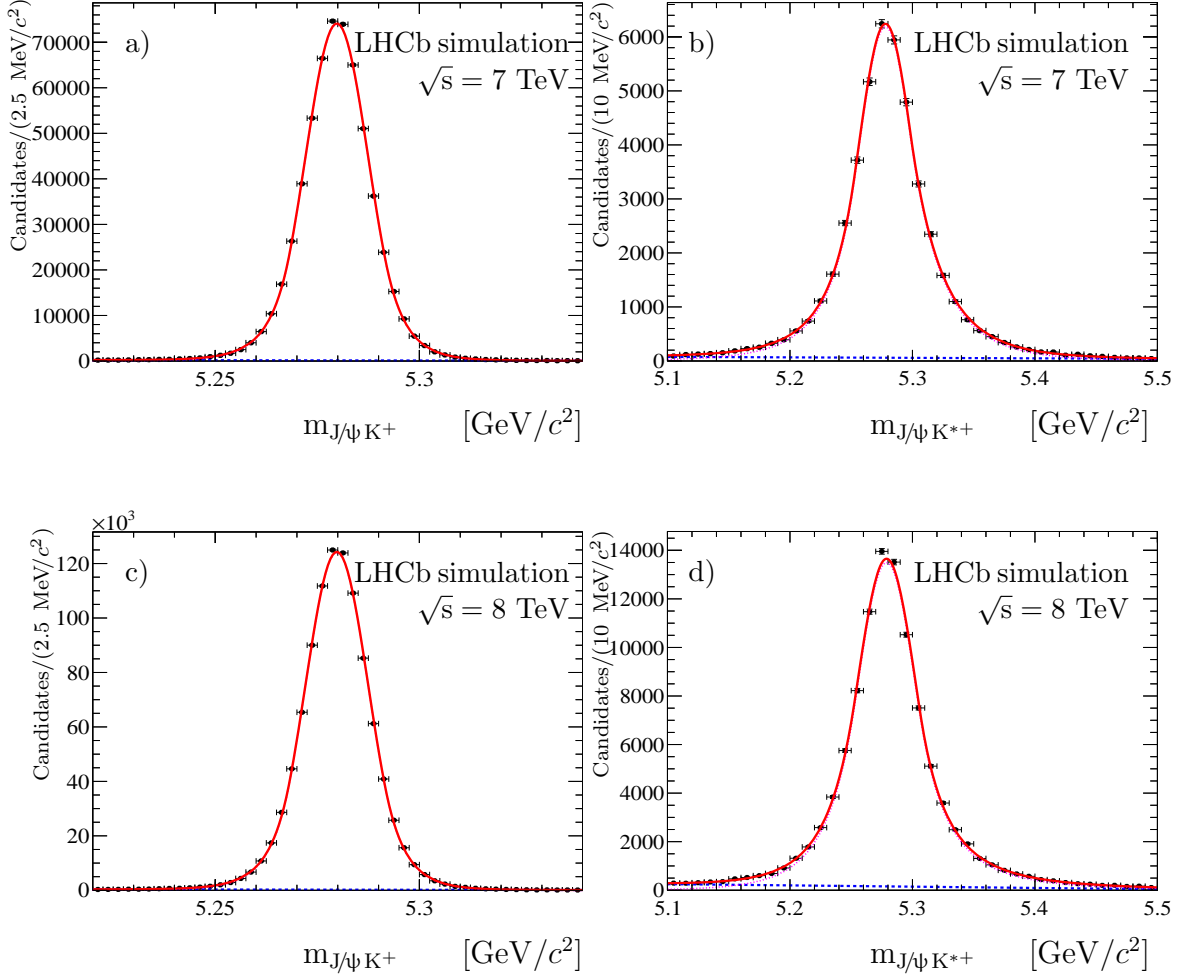 a)
LHCb simulation
√s = 7 TeV
Candidates/(2.5 MeV/c²)
70000
60000
50000
40000
30000
20000
10000
0
5.25 5.3
m_{J/ψ K⁺} [GeV/c²]
b)
LHCb simulation
√s = 7 TeV
Candidates/(10 MeV/c²)
6000
5000
4000
3000
2000
1000
0
5.1 5.2 5.3 5.4 5.5
m_{J/ψ K*⁺} [GeV/c²]
×10³
c)
LHCb simulation
√s = 8 TeV
Candidates/(2.5 MeV/c²)
120
100
80
60
40
20
0
5.25 5.3
m_{J/ψ K⁺} [GeV/c²]
d)
LHCb simulation
√s = 8 TeV
Candidates/(10 MeV/c²)
14000
12000
10000
8000
6000
4000
2000
0
5.1 5.2 5.3 5.4 5.5
m_{J/ψ K*⁺} [GeV/c²]